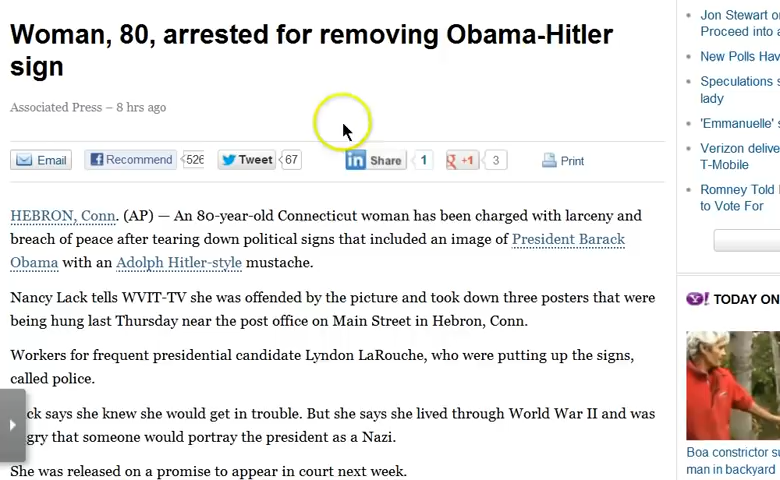 Woman, 80, arrested for removing Obama-Hitler
sign
Associated Press – 8 hrs ago
Email
Recommend 526
Tweet 67
in Share 1
g +1 3
Print
HEBRON, Conn. (AP) — An 80-year-old Connecticut woman has been charged with larceny and
breach of peace after tearing down political signs that included an image of President Barack
Obama with an Adolph Hitler-style mustache.
Nancy Lack tells WVIT-TV she was offended by the picture and took down three posters that were
being hung last Thursday near the post office on Main Street in Hebron, Conn.
Workers for frequent presidential candidate Lyndon LaRouche, who were putting up the signs,
called police.
ck says she knew she would get in trouble. But she says she lived through World War II and was
gry that someone would portray the president as a Nazi.
She was released on a promise to appear in court next week.
Jon Stewart o
Proceed into a
New Polls Hav
Speculations s
lady
'Emmanuelle' s
Verizon delive
T-Mobile
Romney Told
to Vote For
Y! TODAY ON
Boa constrictor su
man in backyard